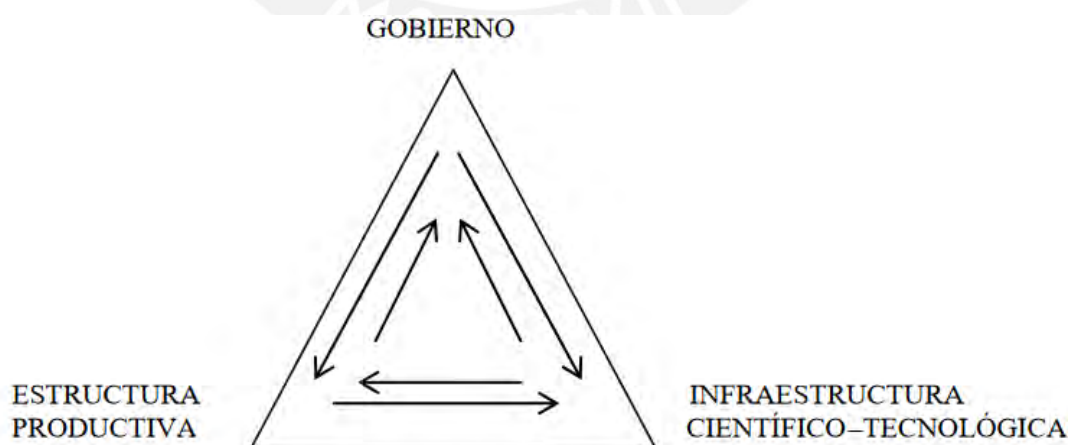 GOBIERNO
ESTRUCTURA
PRODUCTIVA
INFRAESTRUCTURA
CIENTÍFICO–TECNOLÓGICA